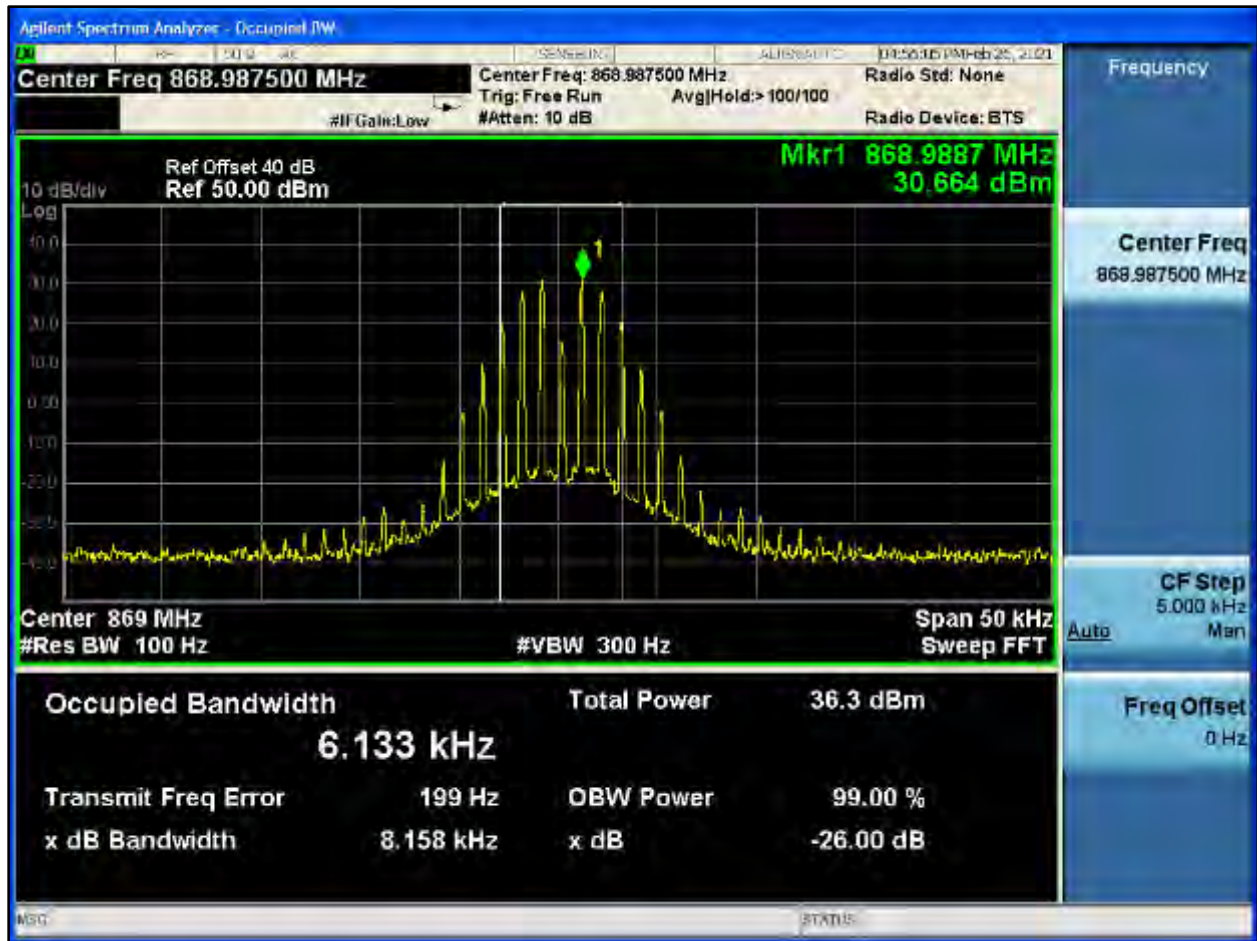 Agilent Spectrum Analyzer - Occupied BW
Center Freq 868.987500 MHz
#IFGain:Low
Center Freq: 868.987500 MHz
Trig: Free Run Avg|Hold:> 100/100
#Atten: 10 dB
Radio Std: None
Radio Device: BTS
Ref Offset 40 dB
10 dB/div Ref 50.00 dBm
Log
Mkr1 868.9887 MHz
30.664 dBm
1
Center 869 MHz
#Res BW 100 Hz
#VBW 300 Hz
Span 50 kHz
Sweep FFT
Occupied Bandwidth
6.133 kHz
Total Power 36.3 dBm
Transmit Freq Error 199 Hz
OBW Power 99.00 %
x dB Bandwidth 8.158 kHz
x dB -26.00 dB
MSG
STATUS
Frequency
Center Freq
868.987500 MHz
CF Step
5.000 kHz
Auto Man
Freq Offset
0 Hz